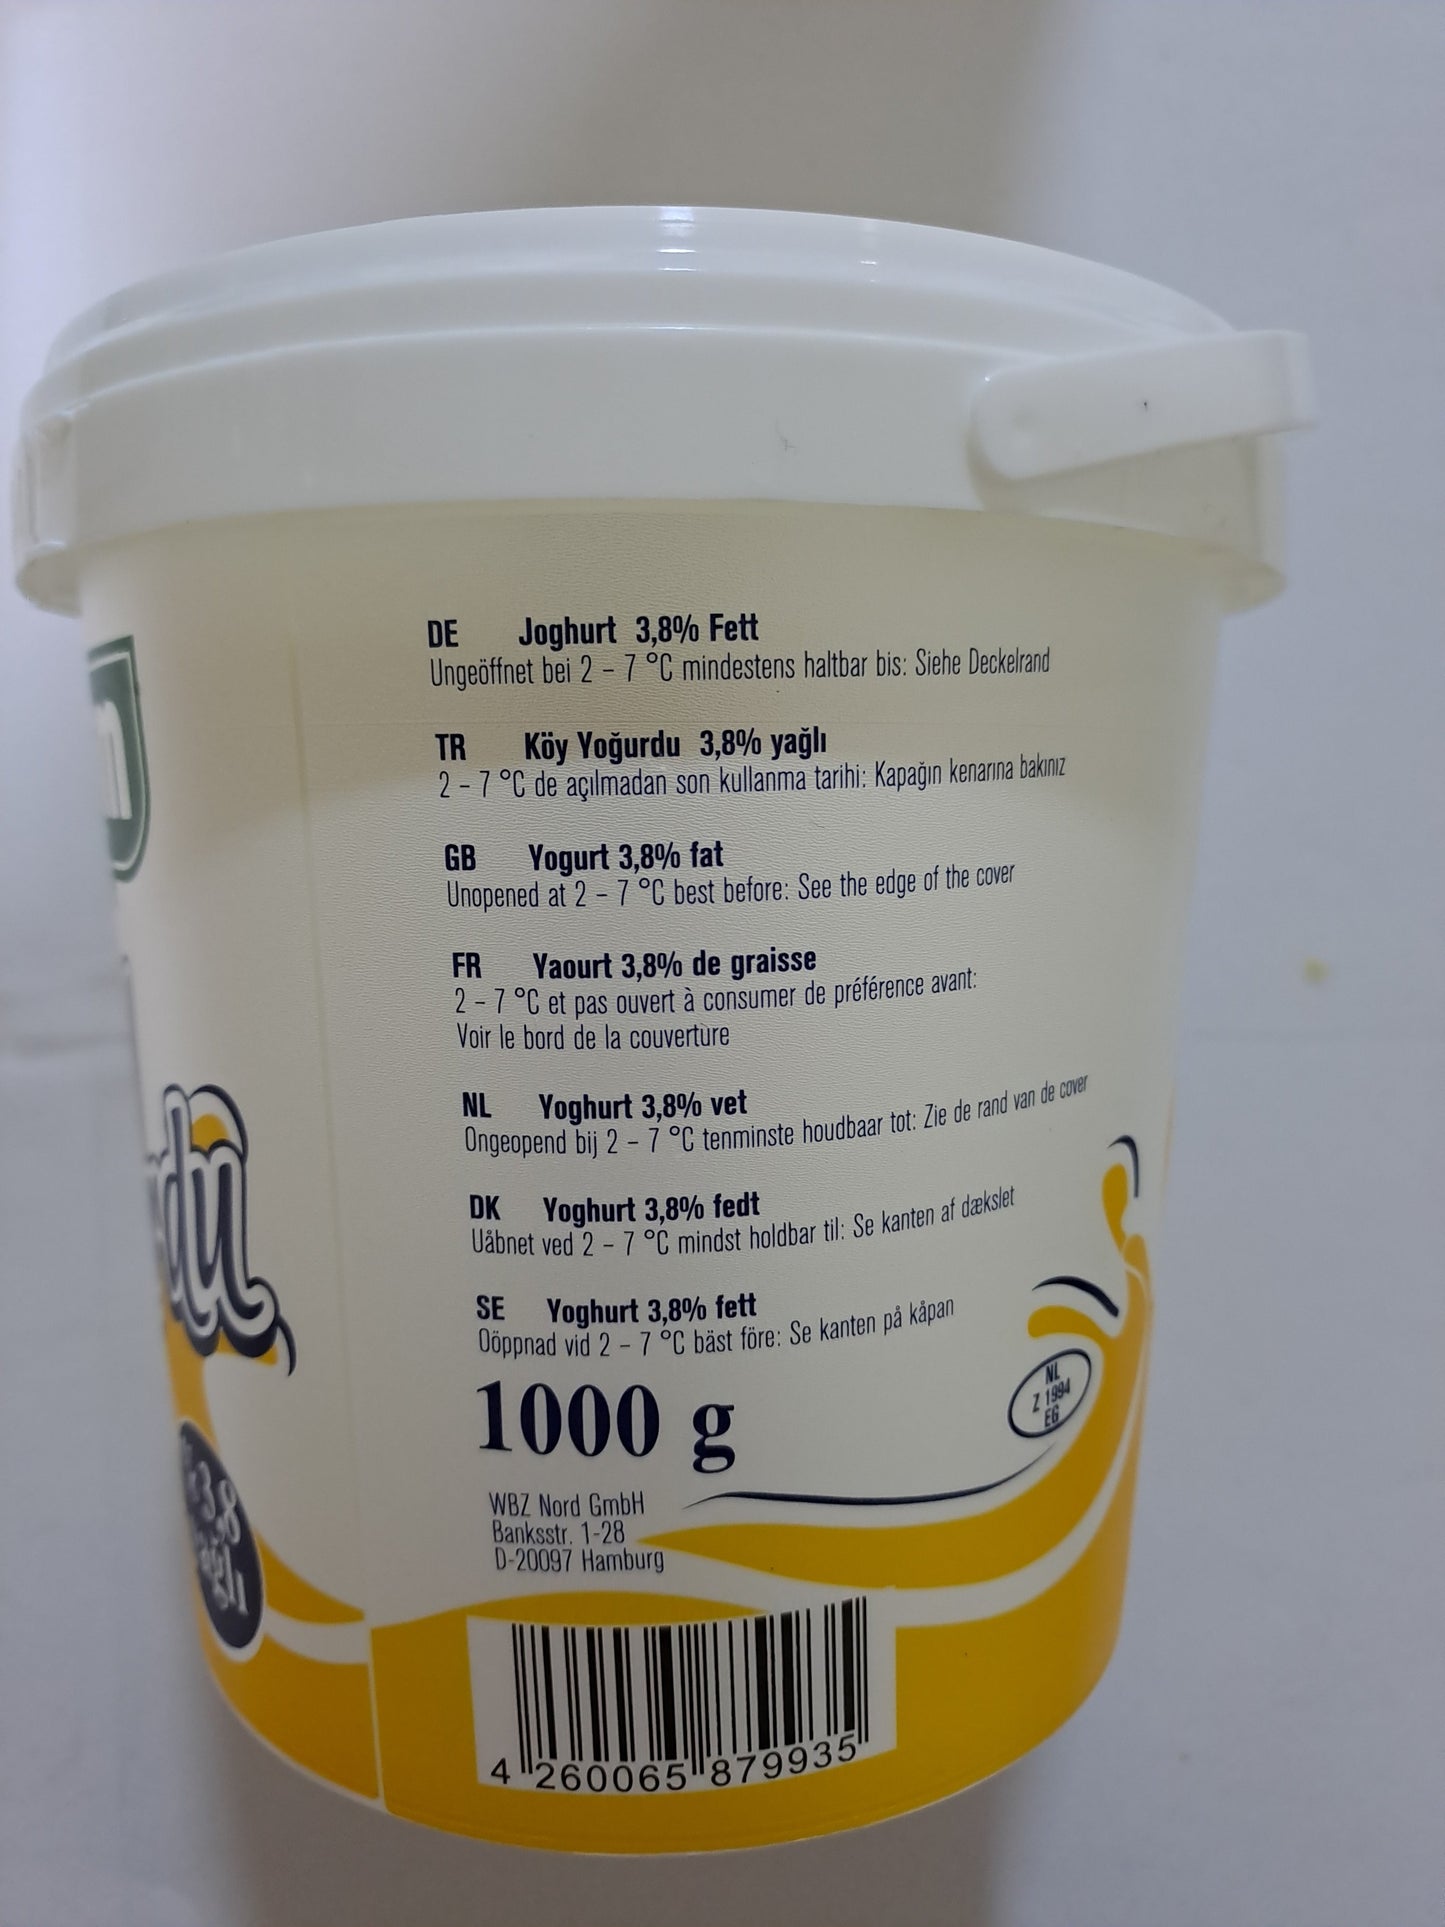 DE Joghurt 3,8% Fett
Ungeöffnet bei 2 – 7 °C mindestens haltbar bis: Siehe Deckelrand
TR Köy Yoğurdu 3,8% yağlı
2 – 7 °C de açılmadan son kullanma tarihi: Kapağın kenarına bakınız
GB Yogurt 3,8% fat
Unopened at 2 – 7 °C best before: See the edge of the cover
FR Yaourt 3,8% de graisse
2 – 7 °C et pas ouvert à consumer de préférence avant:
Voir le bord de la couverture
NL Yoghurt 3,8% vet
Ongeopend bij 2 – 7 °C tenminste houdbaar tot: Zie de rand van de cover
DK Yoghurt 3,8% fedt
Uåbnet ved 2 – 7 °C mindst holdbar til: Se kanten af dækslet
SE Yoghurt 3,8% fett
Oöppnad vid 2 – 7 °C bäst före: Se kanten på kåpan
1000 g
NL
Z 1994
EG
WBZ Nord GmbH
Banksstr. 1-28
D-20097 Hamburg
3,8
4 260065 879935